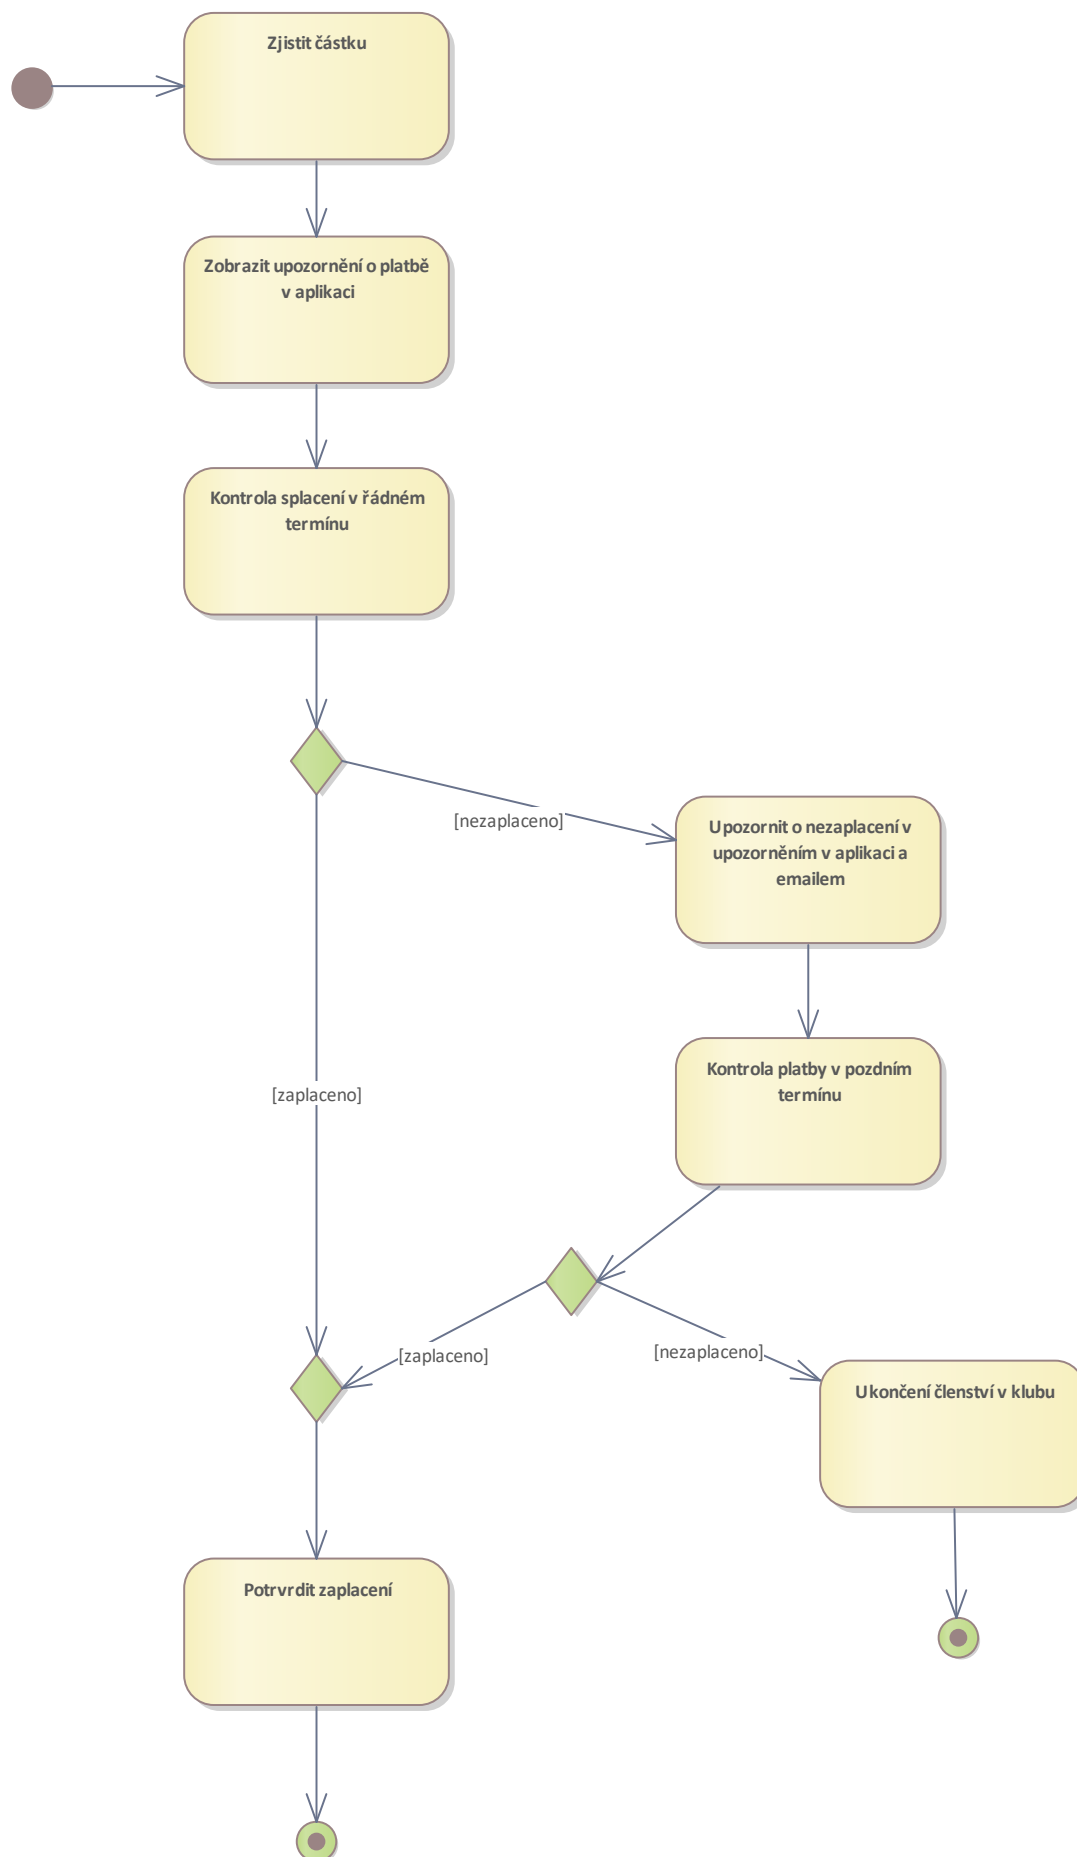 Zjistit částku
Zobrazit upozornění o platbě
v aplikaci
Kontrola splacení v řádném
termínu
[nezaplaceno]
Upozornit o nezaplacení v
upozorněním v aplikaci a
emailem
Kontrola platby v pozdním
termínu
[zaplaceno]
[zaplaceno]
[nezaplaceno]
Ukončení členství v klubu
Potrvrdit zaplacení